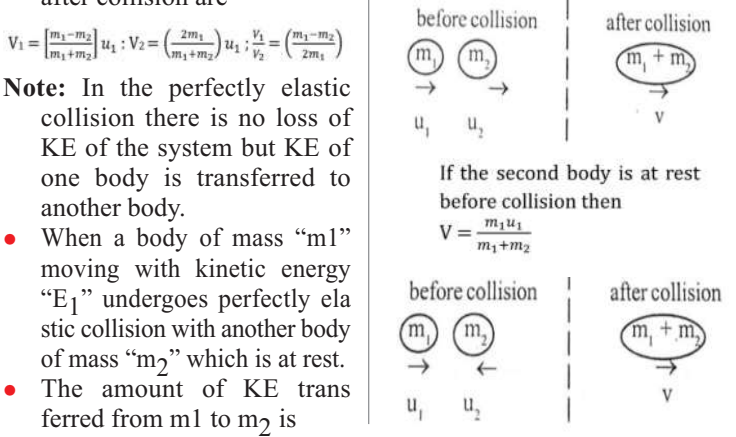 after collision are
V₁ = [m₁−m₂ / m₁+m₂] u₁ : V₂ = (2m₁ / m₁+m₂) u₁ ; V₁/V₂ = (m₁−m₂ / 2m₁)
Note: In the perfectly elastic
collision there is no loss of
KE of the system but KE of
one body is transferred to
another body.
● When a body of mass “m1”
moving with kinetic energy
“E₁” undergoes perfectly ela
stic collision with another body
of mass “m₂” which is at rest.
● The amount of KE trans
ferred from m1 to m₂ is
before collision
after collision
m₁ m₂
m₁ + m₂
→ →
→
u₁ u₂
v
If the second body is at rest
before collision then
V = m₁u₁ / m₁+m₂
before collision
after collision
m₁ m₂
m₁ + m₂
→ ←
→
u₁ u₂
v